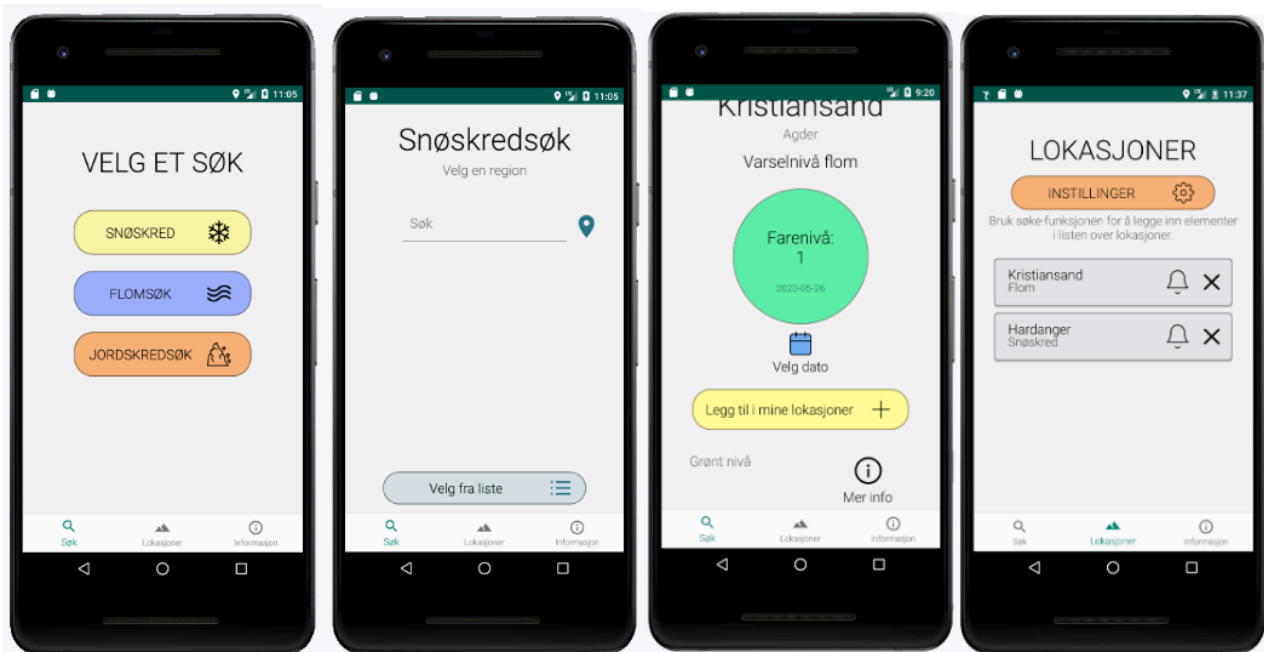 11:05
VELG ET SØK
SNØSKRED
FLOMSØK
JORDSKREDSØK
Søk
Lokasjoner
Informasjon
11:05
Snøskredsøk
Velg en region
Søk
Velg fra liste
Søk
Lokasjoner
Informasjon
9:20
Kristiansand
Agder
Varselnivå flom
Farenivå:
1
2020-05-26
Velg dato
Legg til i mine lokasjoner
Grønt nivå
Mer info
Søk
Lokasjoner
Informasjon
11:37
LOKASJONER
INSTILLINGER
Bruk søke-funksjonen for å legge inn elementer
i listen over lokasjoner.
Kristiansand
Flom
Hardanger
Snøskred
Søk
Lokasjoner
Informasjon